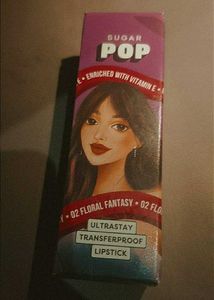 SUGAR
POP
E • ENRICHED WITH VITAMIN E •
• 02 FLORAL FANTASY • 02 FLO
ULTRASTAY
TRANSFERPROOF
LIPSTICK